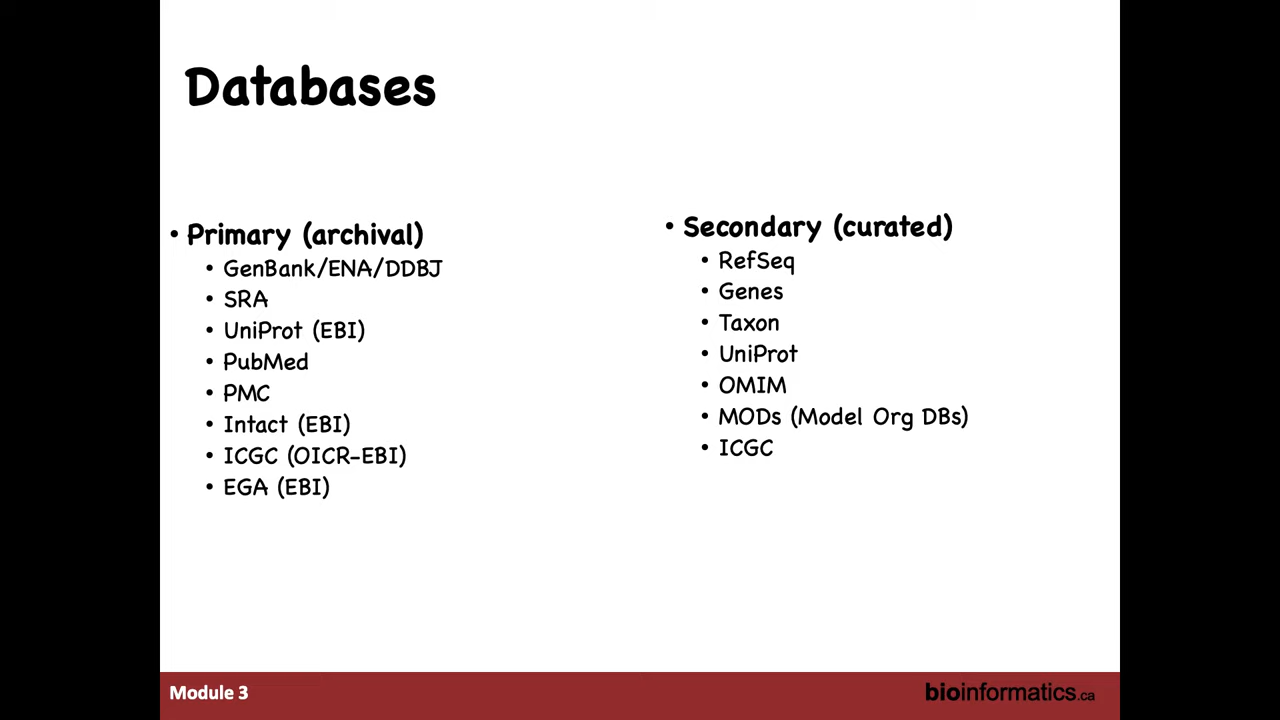 Databases
• Primary (archival)
• GenBank/ENA/DDBJ
• SRA
• UniProt (EBI)
• PubMed
• PMC
• Intact (EBI)
• ICGC (OICR-EBI)
• EGA (EBI)
• Secondary (curated)
• RefSeq
• Genes
• Taxon
• UniProt
• OMIM
• MODs (Model Org DBs)
• ICGC
Module 3
bioinformatics.ca